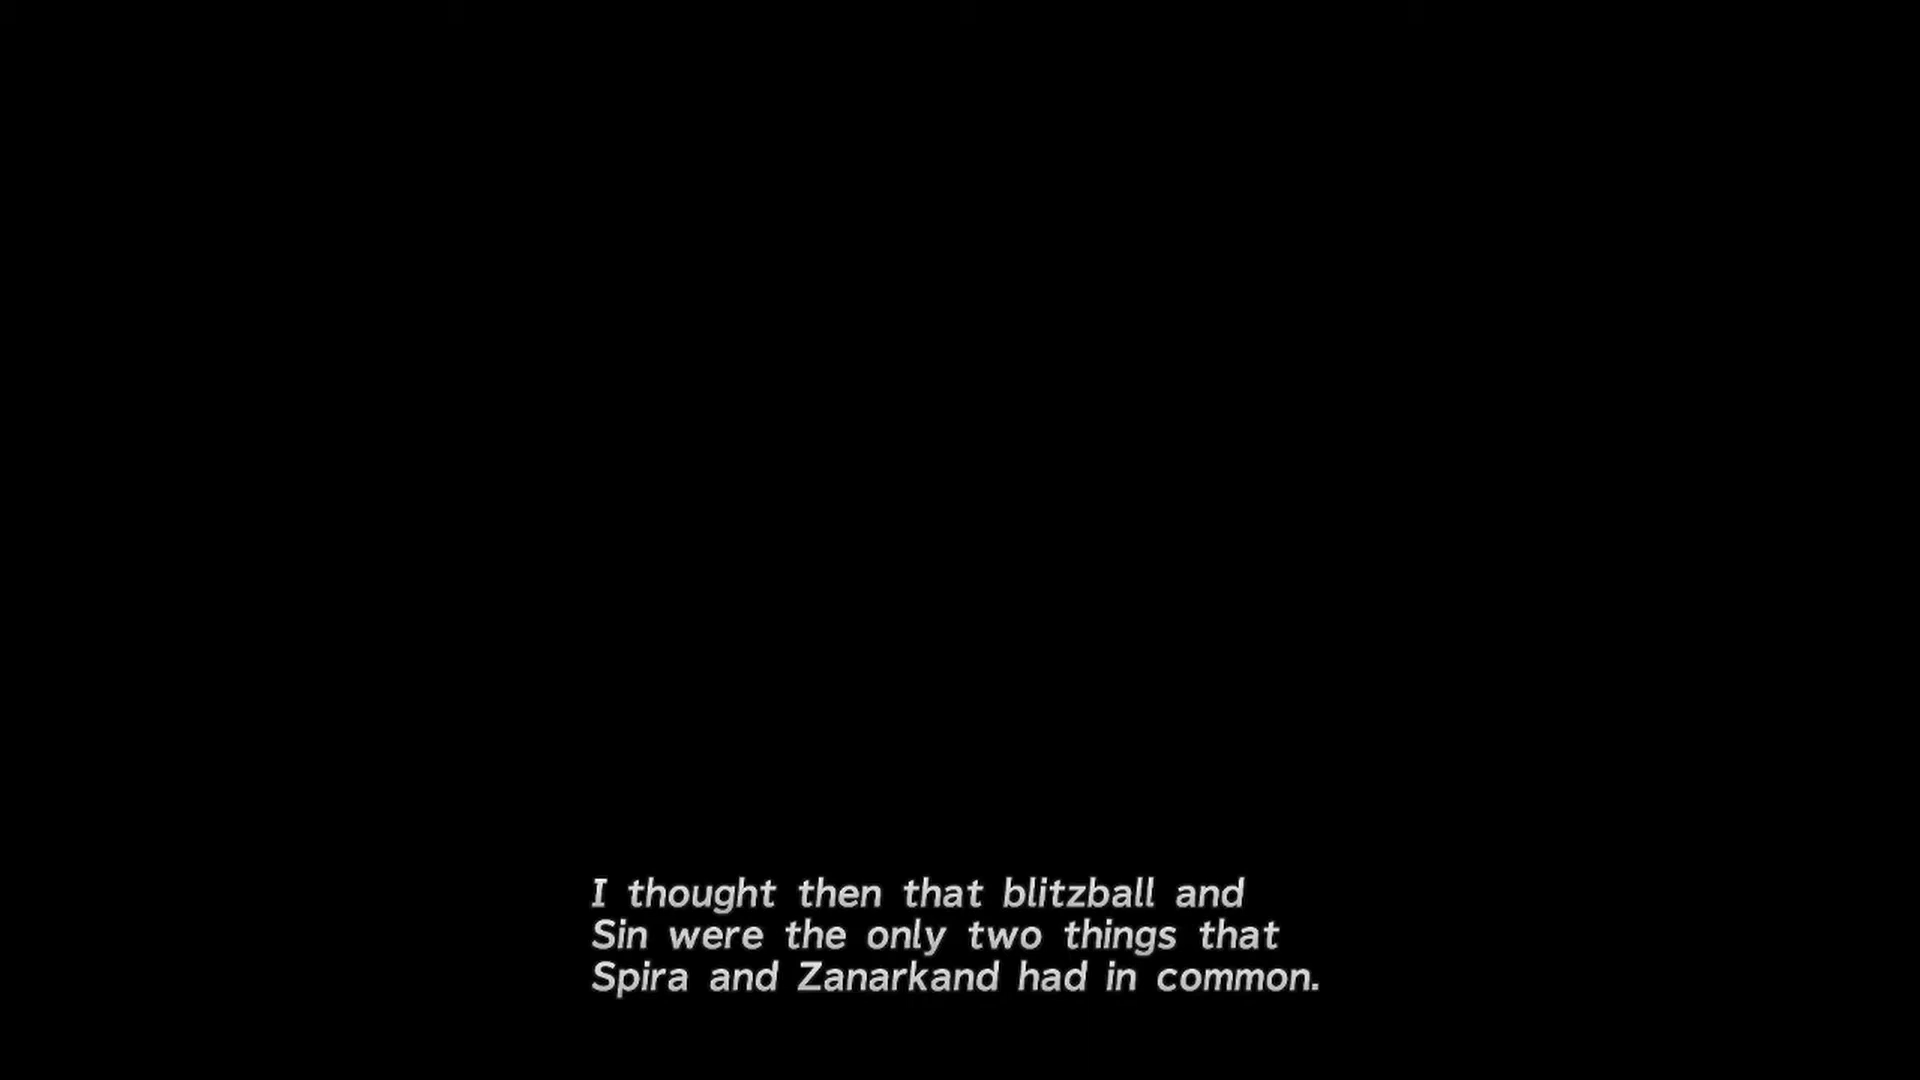 I thought then that blitzball and
Sin were the only two things that
Spira and Zanarkand had in common.